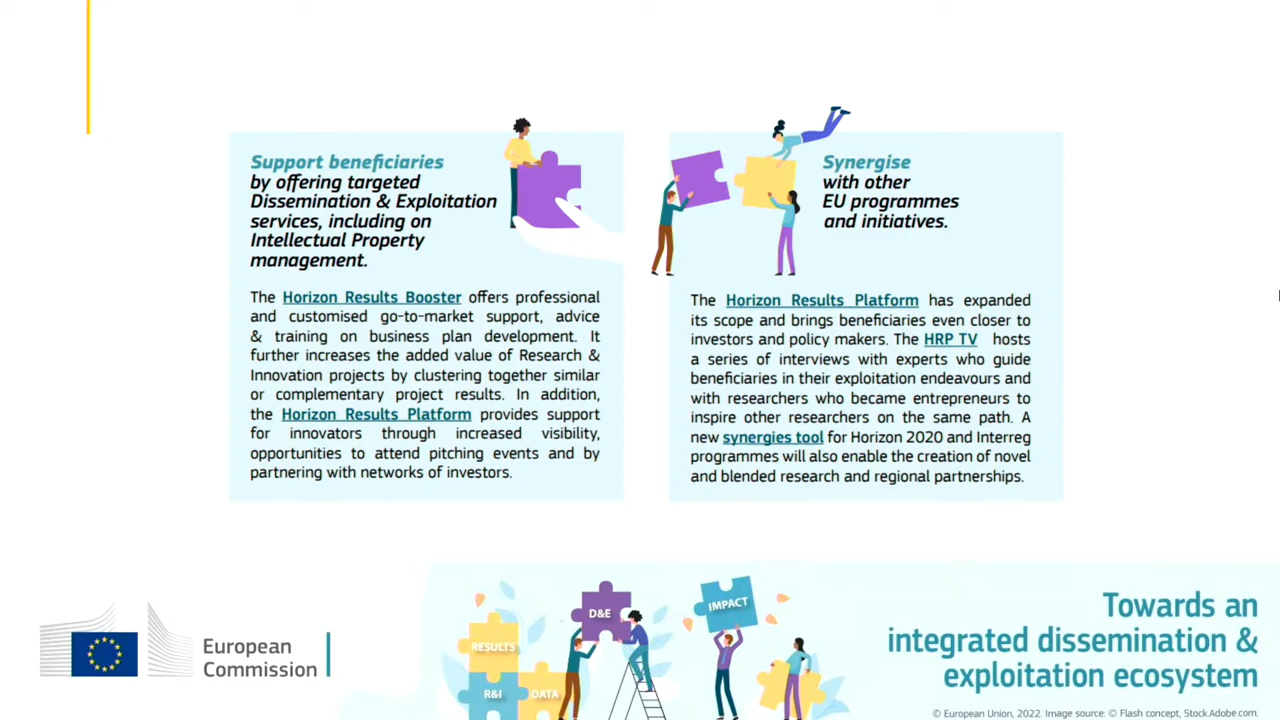 Support beneficiaries
by offering targeted
Dissemination & Exploitation
services, including on
Intellectual Property
management.
The Horizon Results Booster offers professional
and customised go-to-market support, advice
& training on business plan development. It
further increases the added value of Research &
Innovation projects by clustering together similar
or complementary project results. In addition,
the Horizon Results Platform provides support
for innovators through increased visibility,
opportunities to attend pitching events and by
partnering with networks of investors.
Synergise
with other
EU programmes
and initiatives.
The Horizon Results Platform has expanded
its scope and brings beneficiaries even closer to
investors and policy makers. The HRP TV hosts
a series of interviews with experts who guide
beneficiaries in their exploitation endeavours and
with researchers who became entrepreneurs to
inspire other researchers on the same path. A
new synergies tool for Horizon 2020 and Interreg
programmes will also enable the creation of novel
and blended research and regional partnerships.
European
Commission
RESULTS
R&I
DATA
D&E
IMPACT
Towards an
integrated dissemination &
exploitation ecosystem
© European Union, 2022. Image source: © Flash concept, Stock.Adobe.com.